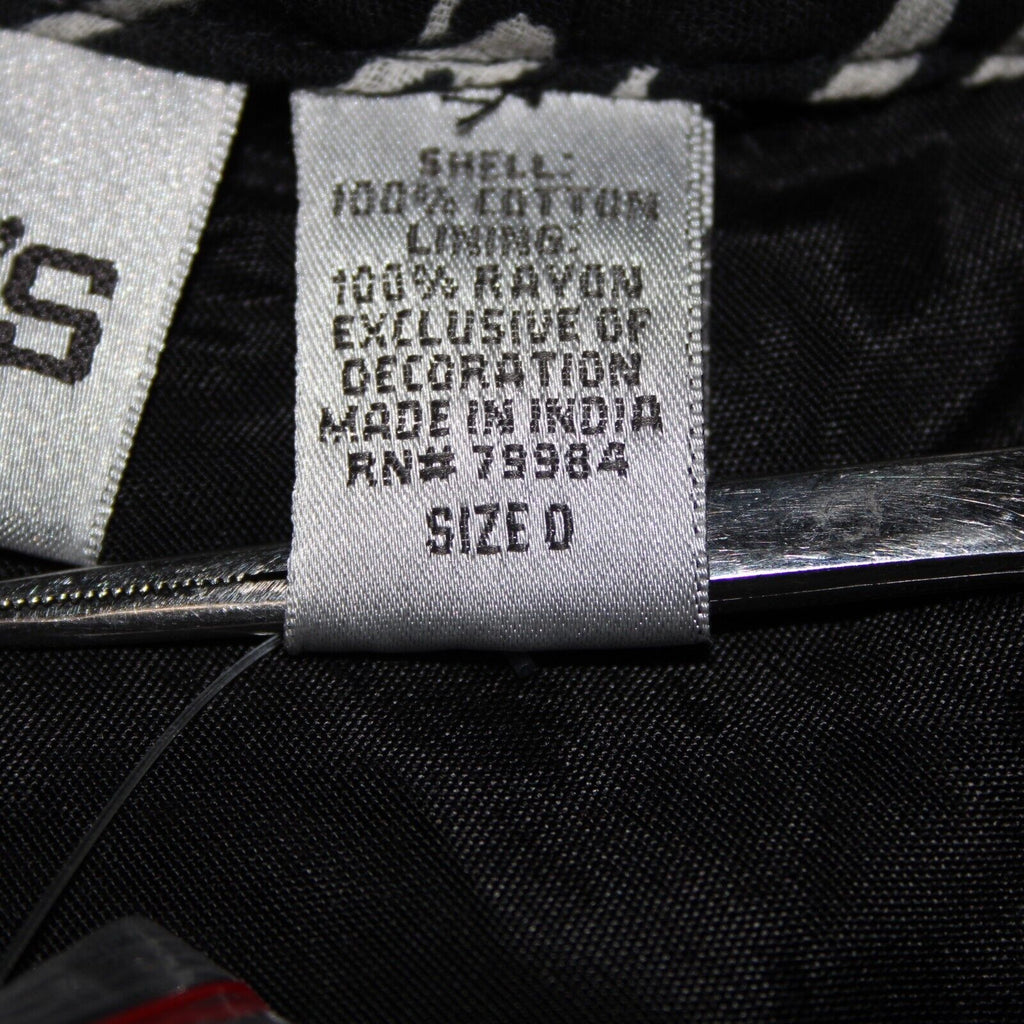 'S
SHELL:
100% COTTON
LINING:
100% RAYON
EXCLUSIVE OF
DECORATION
MADE IN INDIA
RN# 79984
SIZE 0